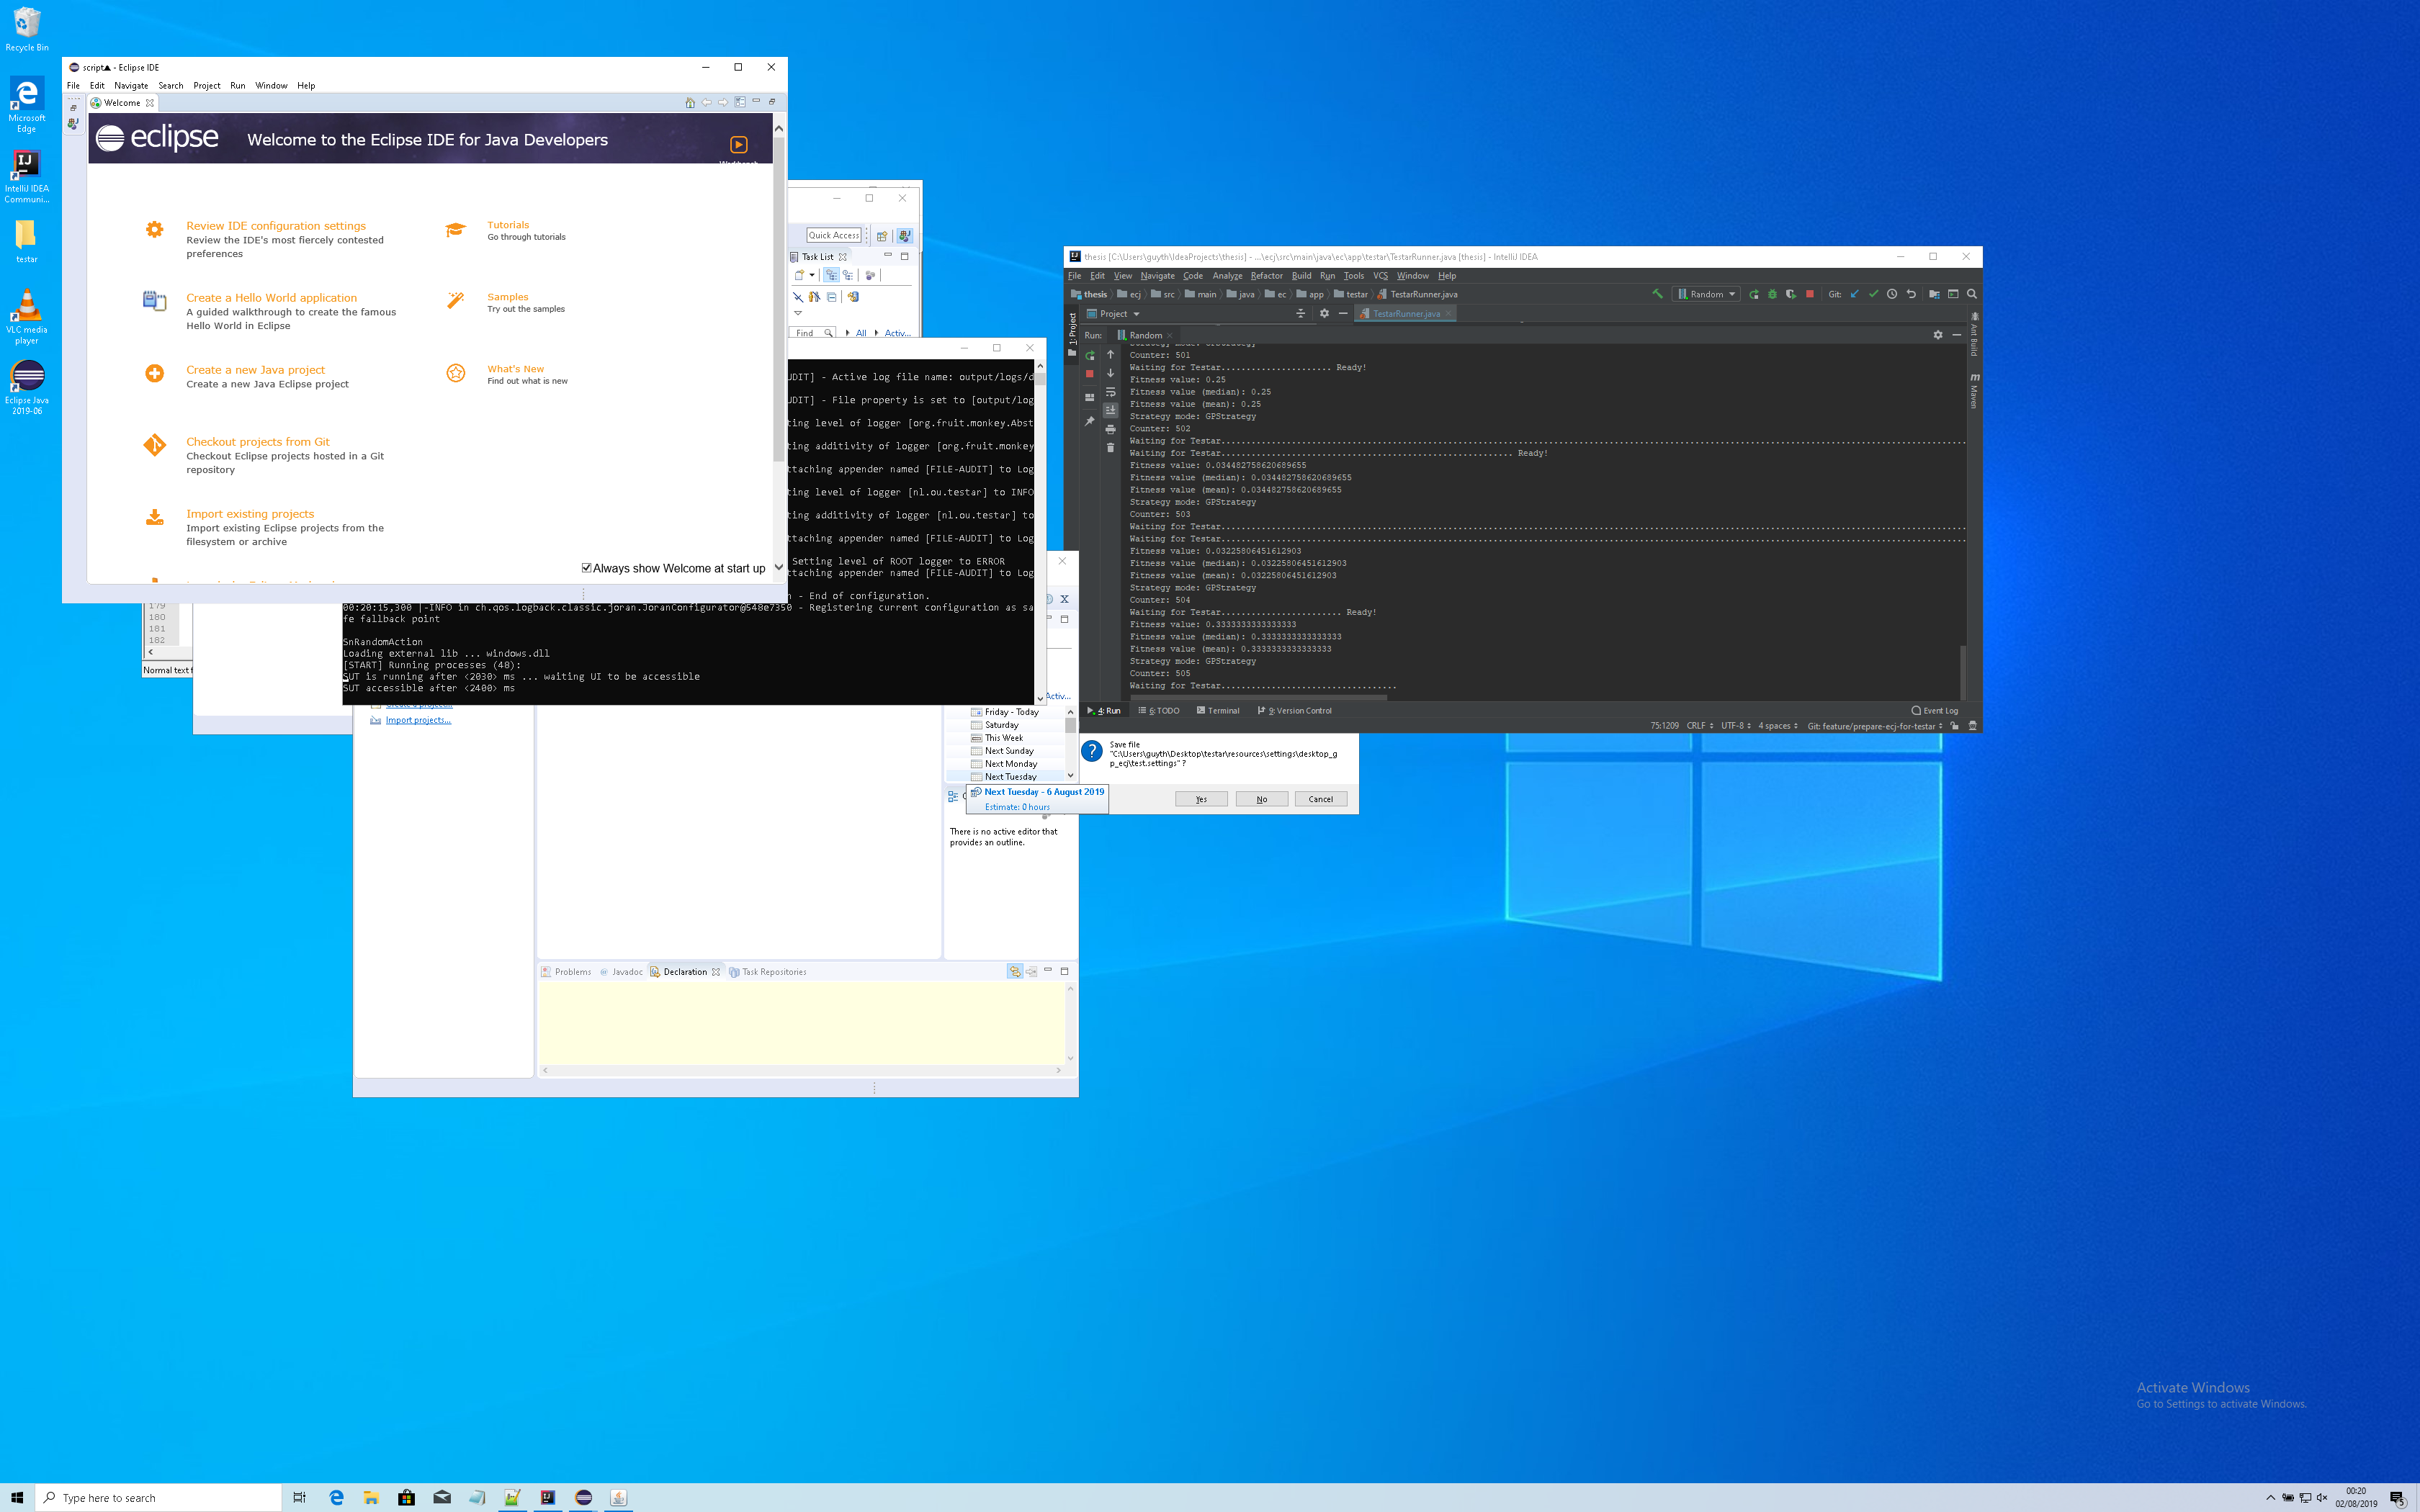 Recycle Bin
Microsoft
Edge
IntelliJ IDEA
Communi...
testar
VLC media
player
Eclipse Java
2019-06
script▲ - Eclipse IDE
File Edit Navigate Search Project Run Window Help
Welcome
eclipse
Welcome to the Eclipse IDE for Java Developers
Review IDE configuration settings
Review the IDE's most fiercely contested
preferences
Tutorials
Go through tutorials
Create a Hello World application
A guided walkthrough to create the famous
Hello World in Eclipse
Samples
Try out the samples
Create a new Java project
Create a new Java Eclipse project
What's New
Find out what is new
Checkout projects from Git
Checkout Eclipse projects hosted in a Git
repository
Import existing projects
Import existing Eclipse projects from the
filesystem or archive
Always show Welcome at start up
Quick Access
Task List
Find All Activ...
UDIT] - Active log file name: output/logs/d
UDIT] - File property is set to [output/log
ting level of logger [org.fruit.monkey.Abst
ting additivity of logger [org.fruit.monkey
ttaching appender named [FILE-AUDIT] to Log
ting level of logger [nl.ou.testar] to INFO
ting additivity of logger [nl.ou.testar] to
ttaching appender named [FILE-AUDIT] to Log
Setting level of ROOT logger to ERROR
ttaching appender named [FILE-AUDIT] to Log
n - End of configuration.
00:20:15,300 |-INFO in ch.qos.logback.classic.joran.JoranConfigurator@548e7350 - Registering current configuration as sa
fe fallback point
SnRandomAction
Loading external lib ... windows.dll
[START] Running processes (48):
SUT is running after <2030> ms ... waiting UI to be accessible
SUT accessible after <2400> ms
179
180
181
182
Normal text f
Create a project...
Import projects...
Activ...
Friday - Today
Saturday
This Week
Next Sunday
Next Monday
Next Tuesday
Next Tuesday - 6 August 2019
Estimate: 0 hours
There is no active editor that
provides an outline.
Problems Javadoc Declaration Task Repositories
thesis [C:\Users\guyth\IdeaProjects\thesis] - ...\ecj\src\main\java\ec\app\testar\TestarRunner.java [thesis] - IntelliJ IDEA
File Edit View Navigate Code Analyze Refactor Build Run Tools VCS Window Help
thesis ecj src main java ec app testar TestarRunner.java
Random
Git:
Project
TestarRunner.java
1: Project
Ant Build
Maven
Run: Random
Counter: 501
Waiting for Testar...................... Ready!
Fitness value: 0.25
Fitness value (median): 0.25
Fitness value (mean): 0.25
Strategy mode: GPStrategy
Counter: 502
Waiting for Testar.....................................................................................................................................................
Waiting for Testar.......................................................... Ready!
Fitness value: 0.034482758620689655
Fitness value (median): 0.034482758620689655
Fitness value (mean): 0.034482758620689655
Strategy mode: GPStrategy
Counter: 503
Waiting for Testar.....................................................................................................................................................
Waiting for Testar.....................................................................................................................................................
Fitness value: 0.03225806451612903
Fitness value (median): 0.03225806451612903
Fitness value (mean): 0.03225806451612903
Strategy mode: GPStrategy
Counter: 504
Waiting for Testar........................ Ready!
Fitness value: 0.3333333333333333
Fitness value (median): 0.3333333333333333
Fitness value (mean): 0.3333333333333333
Strategy mode: GPStrategy
Counter: 505
Waiting for Testar...................................
4: Run 6: TODO Terminal 9: Version Control Event Log
75:1209 CRLF UTF-8 4 spaces Git: feature/prepare-ecj-for-testar
Save file
"C:\Users\guyth\Desktop\testar\resources\settings\desktop_g
p_ecj\test.settings" ?
Yes No Cancel
Activate Windows
Go to Settings to activate Windows.
Type here to search
00:20
02/08/2019
5